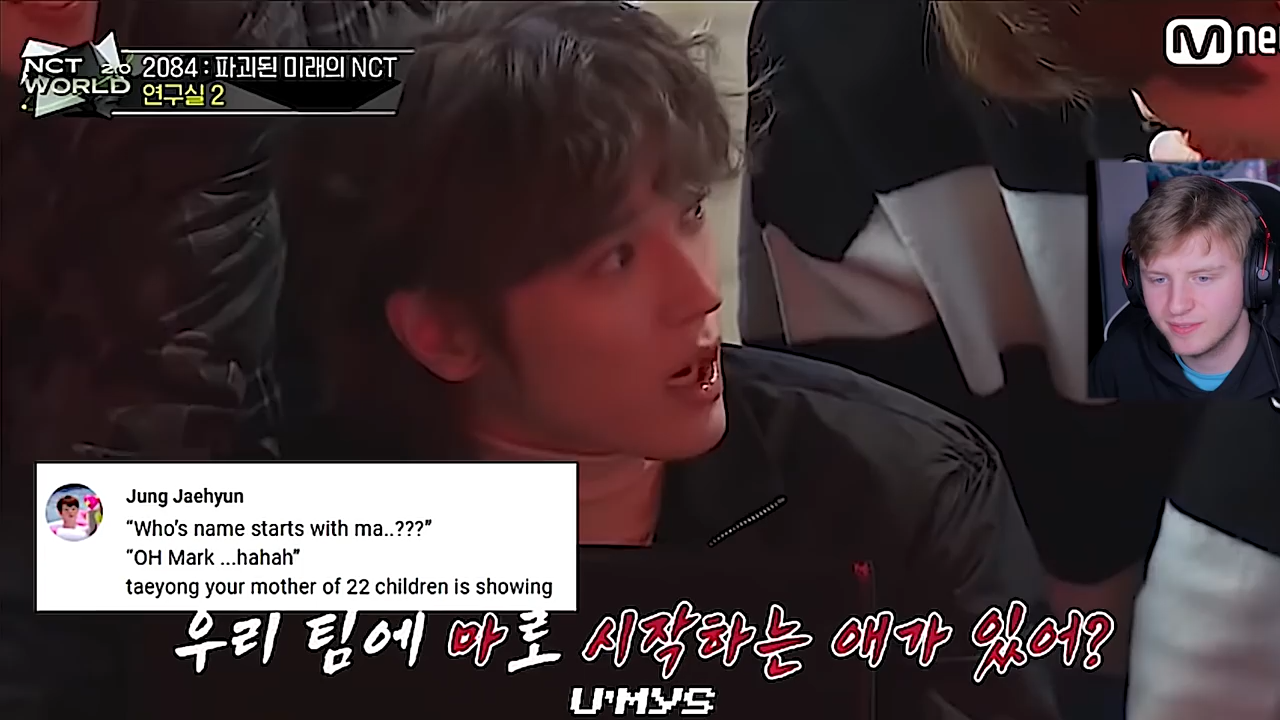 NCT 2.0
WORLD
2084 : 파괴된 미래의 NCT
연구실 2
Mne
Jung Jaehyun
“Who’s name starts with ma..???”
“OH Mark ...hahah”
taeyong your mother of 22 children is showing
우리 팀에 마로 시작하는 애가 있어?
U'MYS